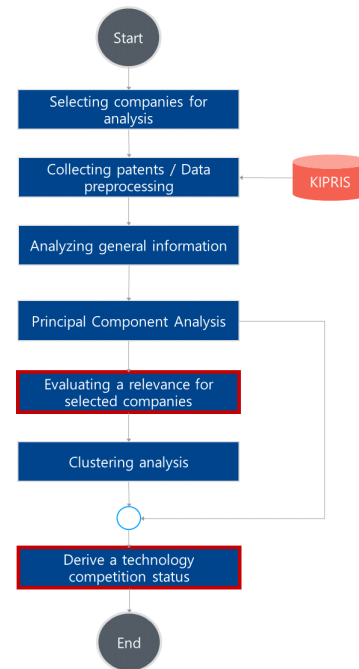 Start
Selecting companies for
analysis
Collecting patents / Data
preprocessing
KIPRIS
Analyzing general information
Principal Component Analysis
Evaluating a relevance for
selected companies
Clustering analysis
Derive a technology
competition status
End